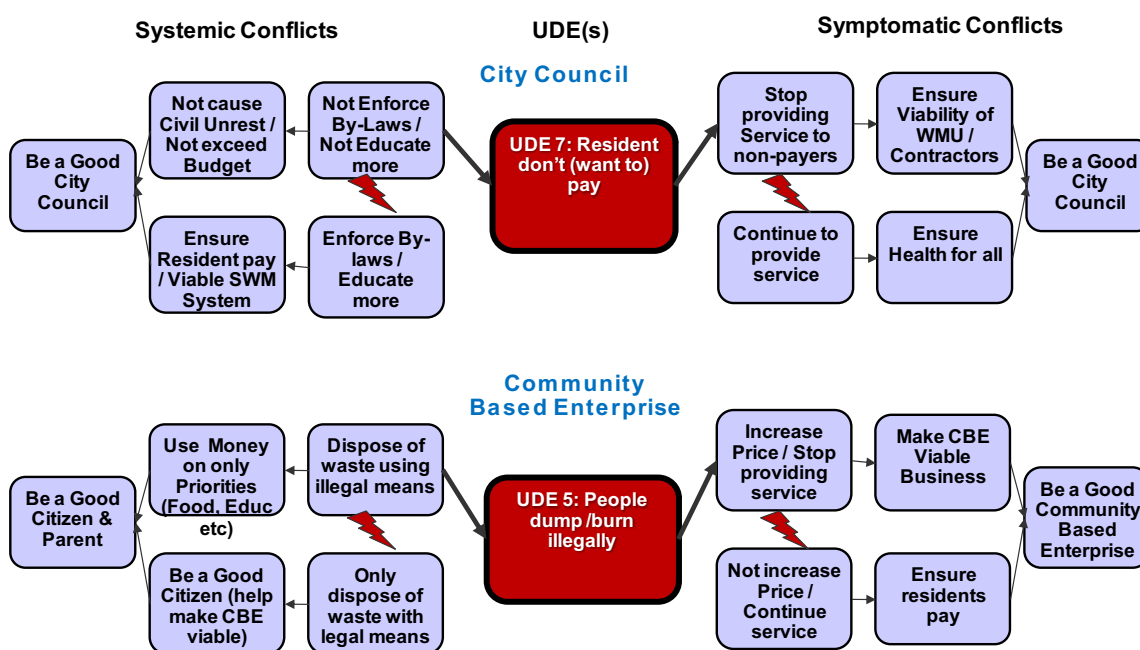 Systemic Conflicts
UDE(s)
Symptomatic Conflicts
City Council
Be a Good
City
Council
Not cause
Civil Unrest /
Not exceed
Budget
Not Enforce
By-Laws /
Not Educate
more
Ensure
Resident pay
/ Viable SWM
System
Enforce By-
laws /
Educate
more
UDE 7: Resident
don't (want to)
pay
Stop
providing
Service to
non-payers
Ensure
Viability of
WMU /
Contractors
Continue to
provide
service
Ensure
Health for all
Be a Good
City
Council
Community
Based Enterprise
Be a Good
Citizen &
Parent
Use Money
on only
Priorities
(Food, Educ
etc)
Dispose of
waste using
illegal means
Be a Good
Citizen (help
make CBE
viable)
Only
dispose of
waste with
legal means
UDE 5: People
dump /burn
illegally
Increase
Price / Stop
providing
service
Make CBE
Viable
Business
Not increase
Price /
Continue
service
Ensure
residents
pay
Be a Good
Community
Based
Enterprise